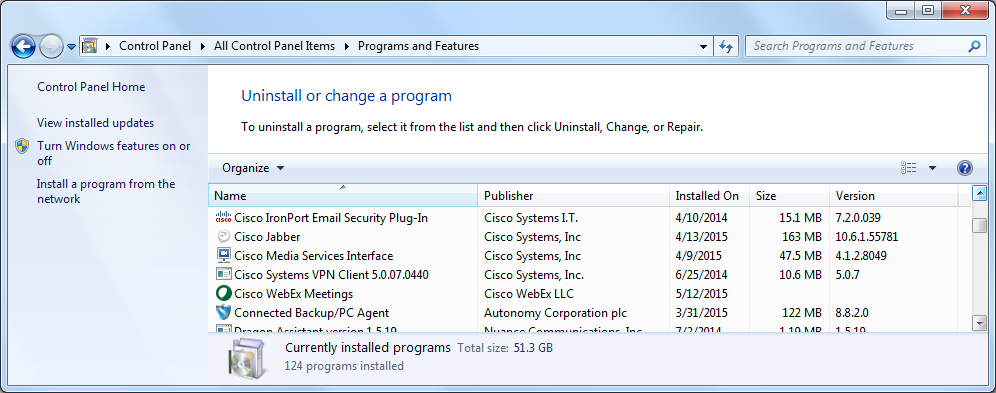 Control Panel All Control Panel Items Programs and Features Search Programs and Features
Control Panel Home
View installed updates
Turn Windows features on or
off
Install a program from the
network
Uninstall or change a program
To uninstall a program, select it from the list and then click Uninstall, Change, or Repair.
Organize
Name Publisher Installed On Size Version
cisco Cisco IronPort Email Security Plug-In Cisco Systems I.T. 4/10/2014 15.1 MB 7.2.0.039
Cisco Jabber Cisco Systems, Inc 4/13/2015 163 MB 10.6.1.55781
Cisco Media Services Interface Cisco Systems, Inc 4/9/2015 47.5 MB 4.1.2.8049
Cisco Systems VPN Client 5.0.07.0440 Cisco Systems, Inc. 6/25/2014 10.6 MB 5.0.7
Cisco WebEx Meetings Cisco WebEx LLC 5/12/2015
Connected Backup/PC Agent Autonomy Corporation plc 3/31/2015 122 MB 8.8.2.0
Dragon Assistant version 1.5.19 Nuance Communications, Inc. 7/2/2014 1.19 MB 1.5.19
Currently installed programs Total size: 51.3 GB
124 programs installed